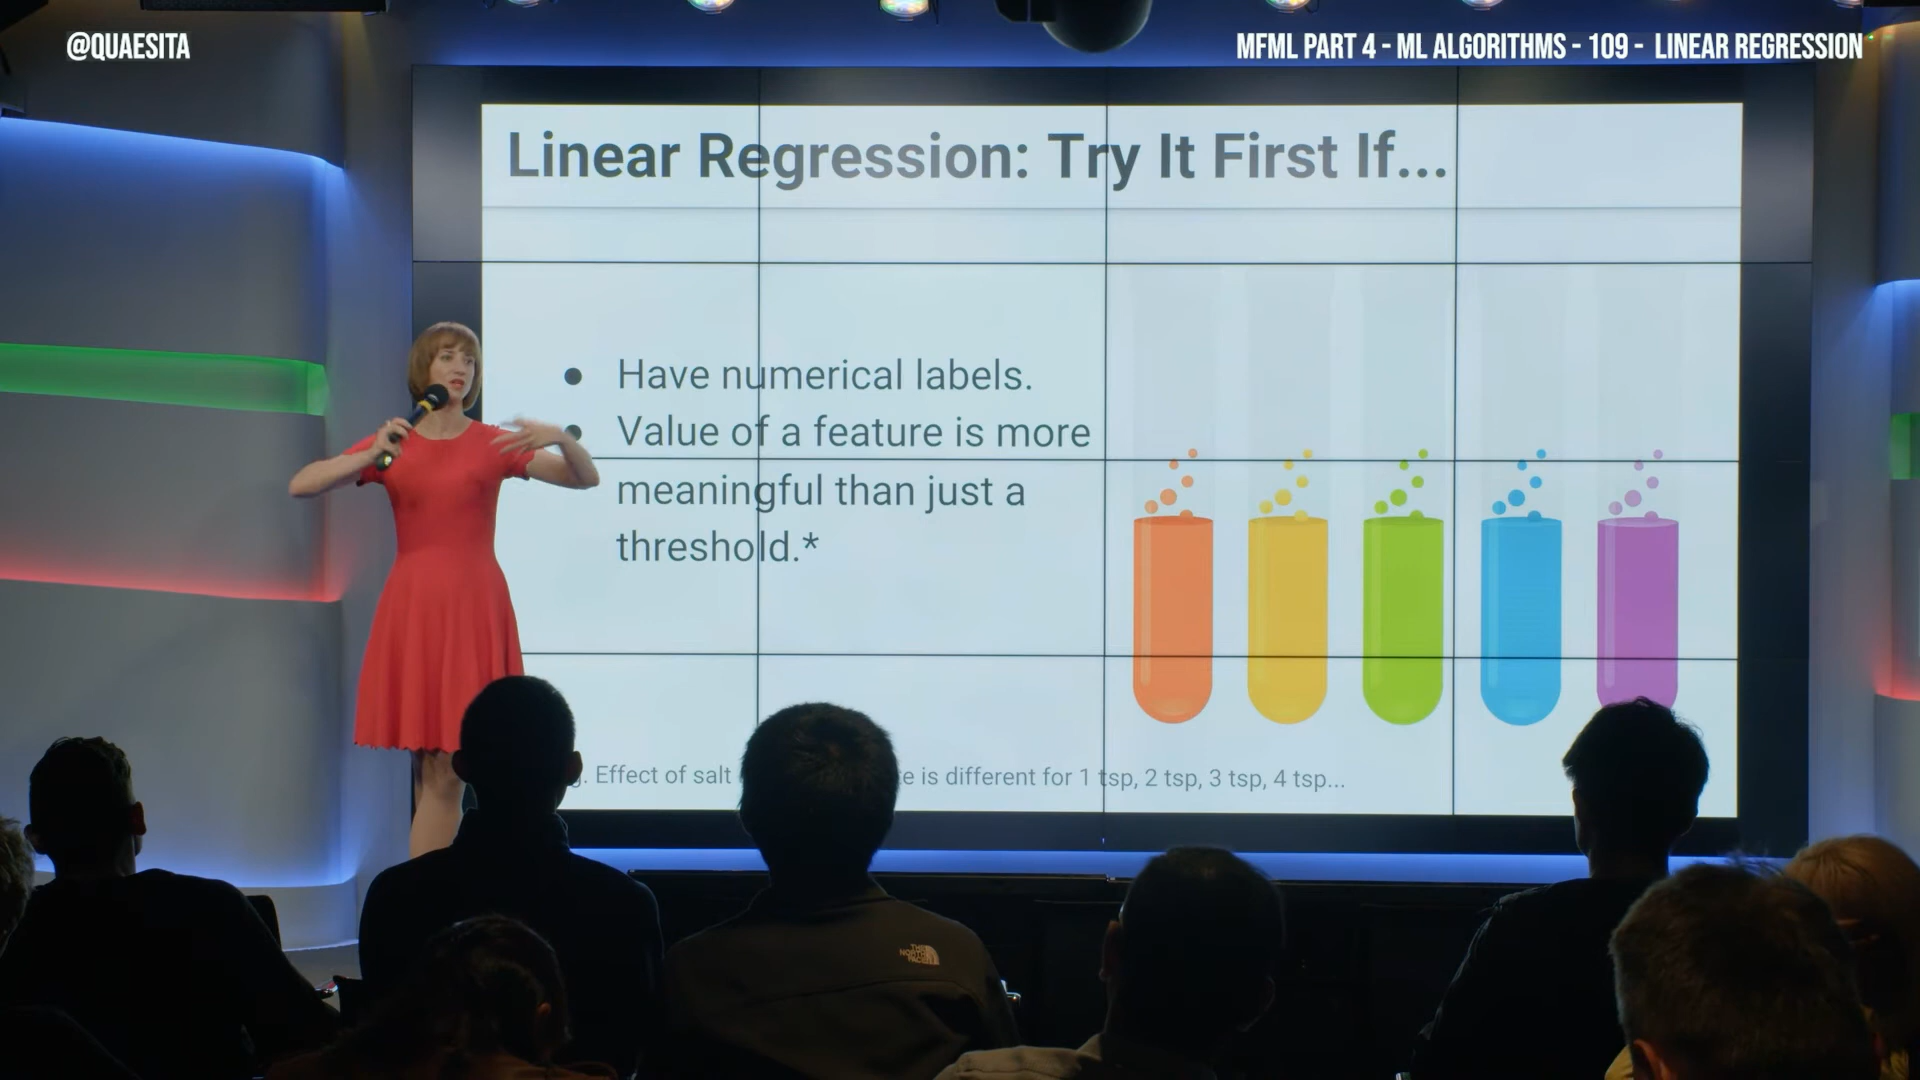 @QUAESITA
MFML PART 4 - ML ALGORITHMS - 109 - LINEAR REGRESSION
Linear Regression: Try It First If...
● Have numerical labels.
● Value of a feature is more
meaningful than just a
threshold.*
Effect of salt is different for 1 tsp, 2 tsp, 3 tsp, 4 tsp...
THE
NORTH
FACE